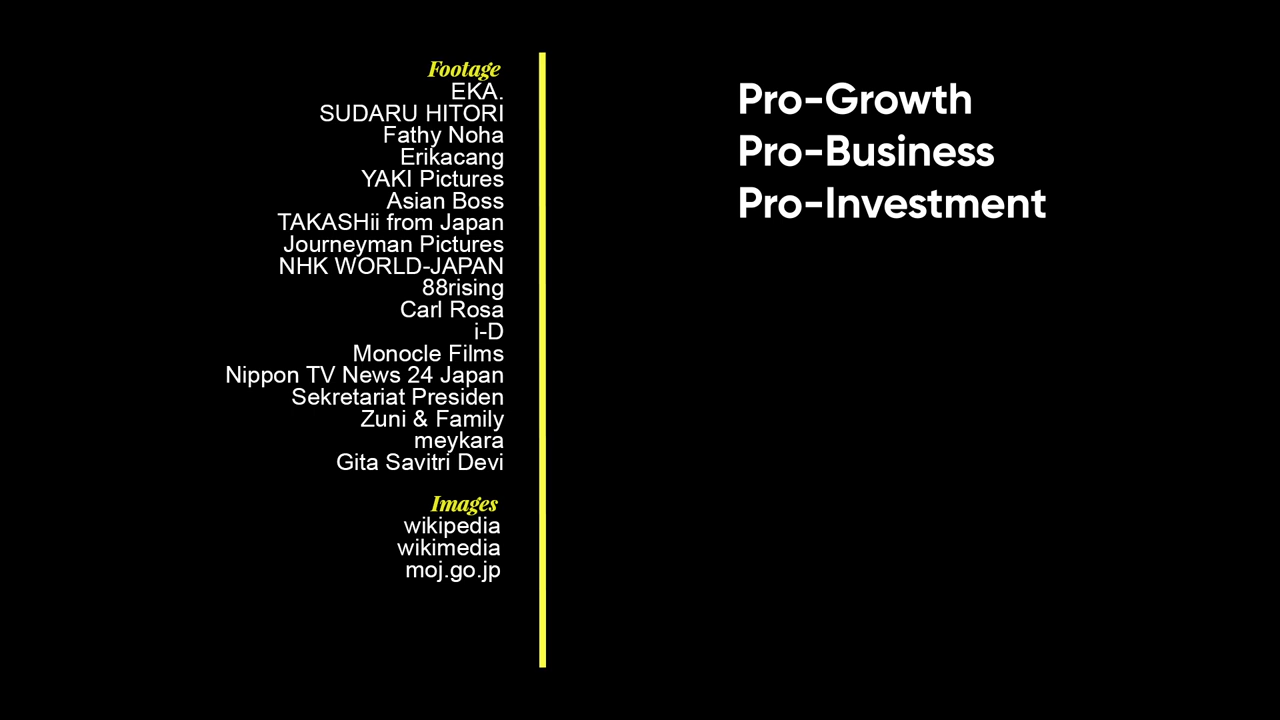 Footage
EKA.
SUDARU HITORI
Fathy Noha
Erikacang
YAKI Pictures
Asian Boss
TAKASHii from Japan
Journeyman Pictures
NHK WORLD-JAPAN
88rising
Carl Rosa
i-D
Monocle Films
Nippon TV News 24 Japan
Sekretariat Presiden
Zuni & Family
meykara
Gita Savitri Devi
Images
wikipedia
wikimedia
moj.go.jp
Pro-Growth
Pro-Business
Pro-Investment